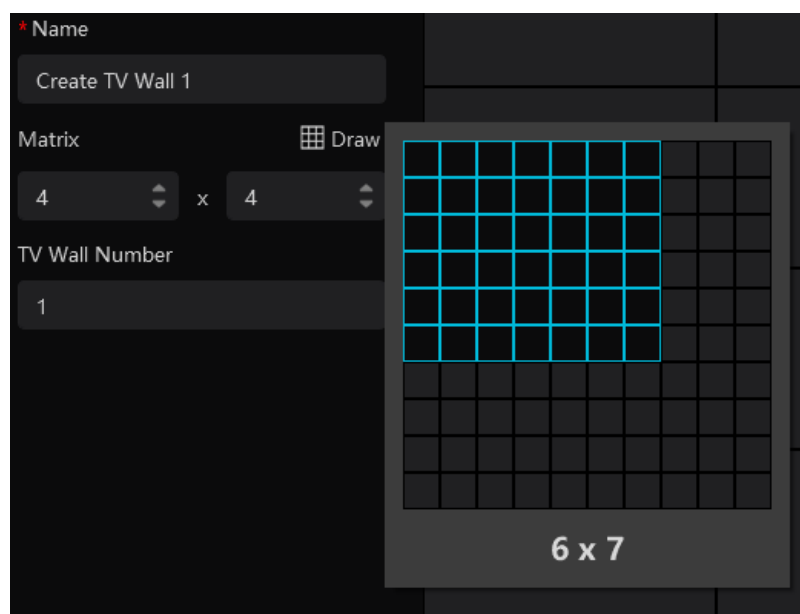 * Name
Create TV Wall 1
Matrix Draw
4 x 4
TV Wall Number
1
6 x 7